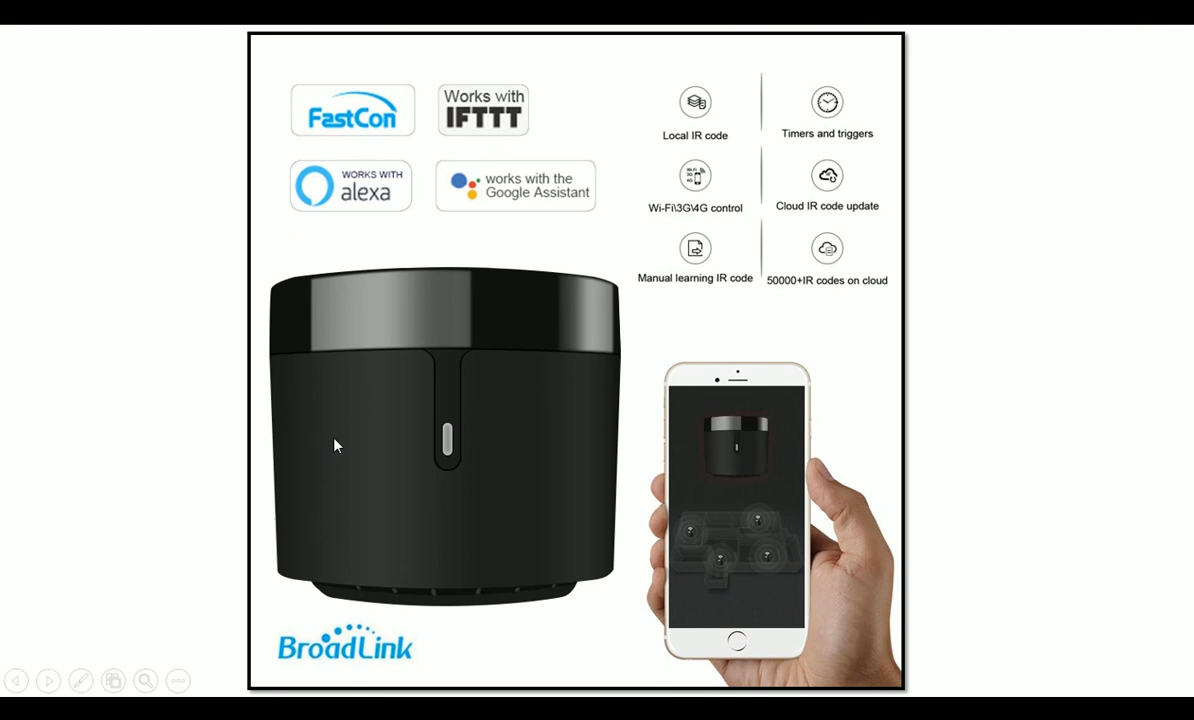 FastCon
Works with
IFTTT
WORKS WITH
alexa
works with the
Google Assistant
Local IR code
Timers and triggers
Wi-Fi\3G\4G control
Cloud IR code update
Manual learning IR code
50000+IR codes on cloud
BroadLink